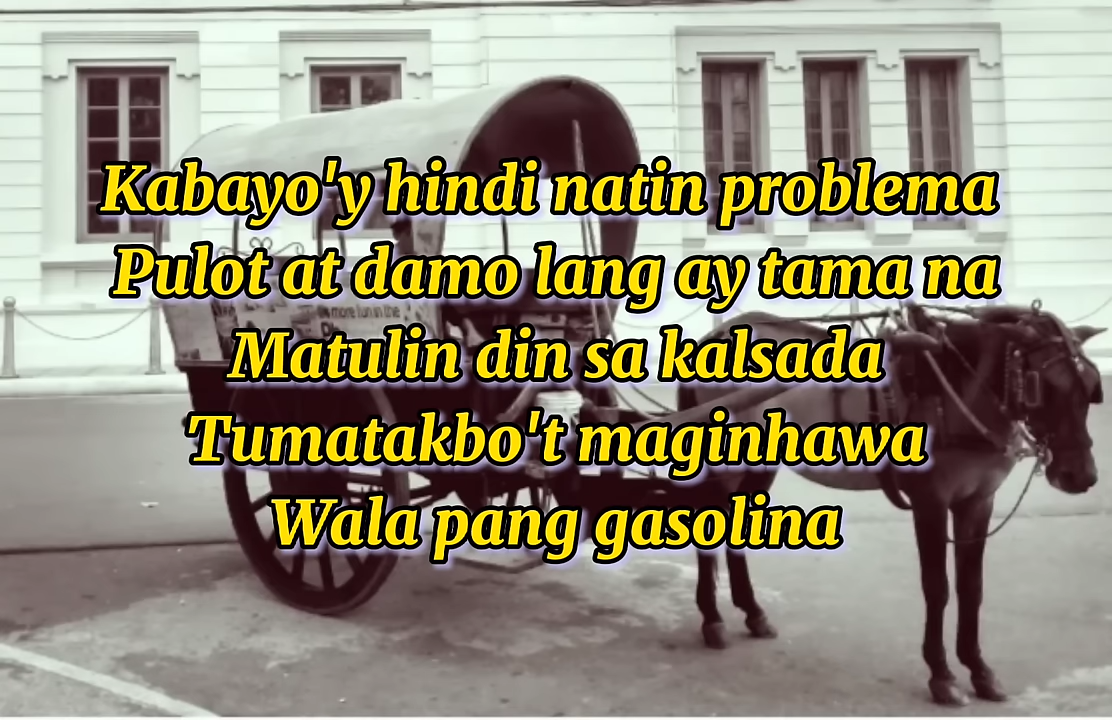 Kabayo'y hindi natin problema
Pulot at damo lang ay tama na
Matulin din sa kalsada
Tumatakbo't maginhawa
Wala pang gasolina